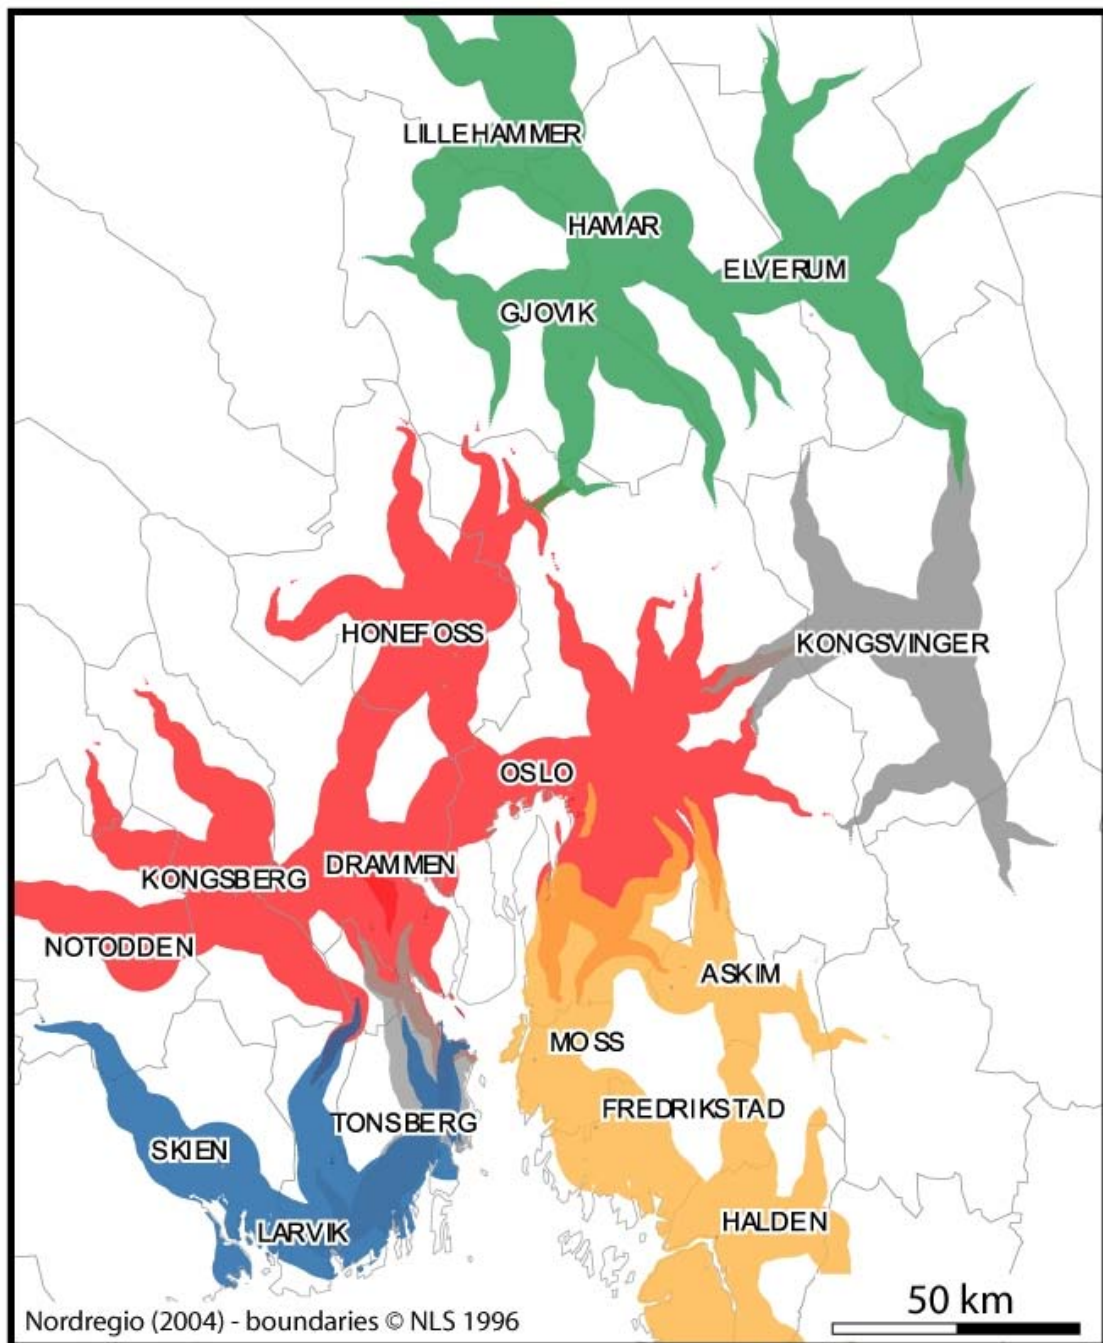 LILLEHAMMER
HAMAR
ELVERUM
GJOVIK
HONEFOSS
KONGSVINGER
OSLO
DRAMMEN
KONGSBERG
NOTODDEN
ASKIM
MOSS
FREDRIKSTAD
TONSBERG
SKIEN
LARVIK
HALDEN
50 km
Nordregio (2004) - boundaries © NLS 1996